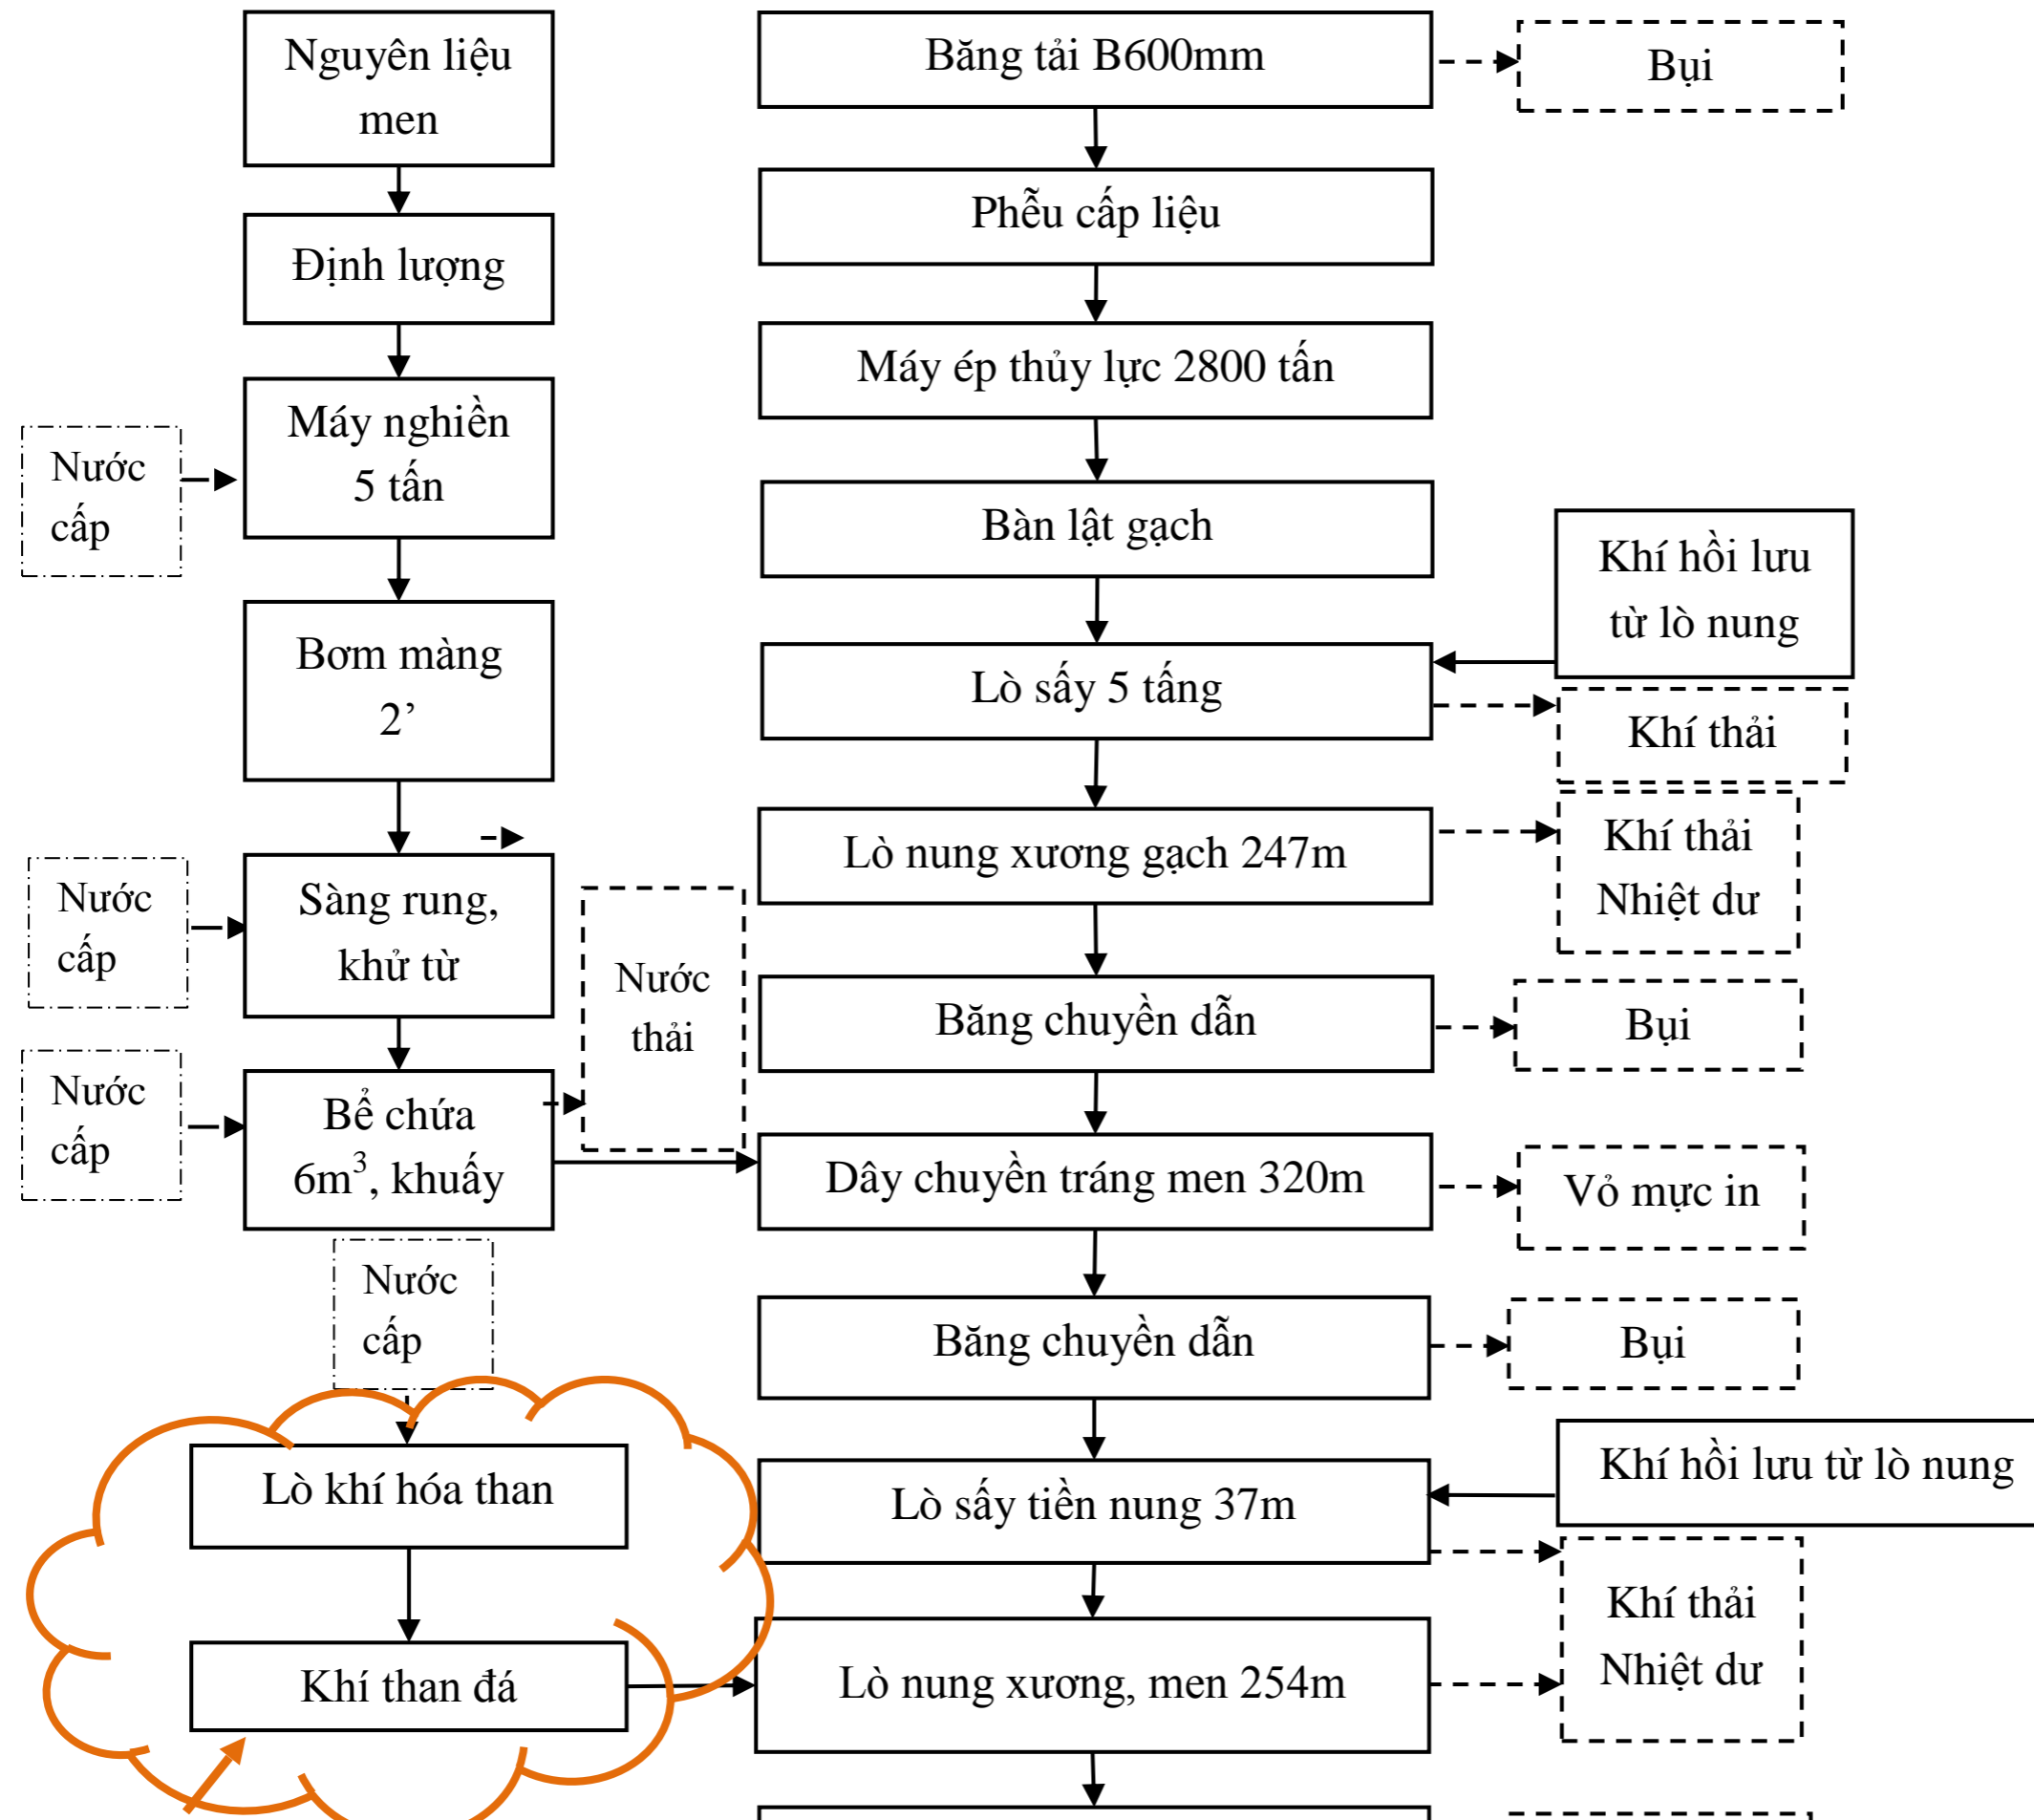 Nguyên liệu
men
Định lượng
Máy nghiền
5 tấn
Nước
cấp
Bơm màng
2’
Nước
cấp
Sàng rung,
khử từ
Nước
thải
Nước
cấp
Bể chứa
6m³, khuấy
Nước
cấp
Lò khí hóa than
Khí than đá
Băng tải B600mm
Bụi
Phễu cấp liệu
Máy ép thủy lực 2800 tấn
Bàn lật gạch
Khí hồi lưu
từ lò nung
Lò sấy 5 tấng
Khí thải
Lò nung xương gạch 247m
Khí thải
Nhiệt dư
Băng chuyền dẫn
Bụi
Dây chuyền tráng men 320m
Vỏ mực in
Băng chuyền dẫn
Bụi
Lò sấy tiền nung 37m
Khí hồi lưu từ lò nung
Lò nung xương, men 254m
Khí thải
Nhiệt dư